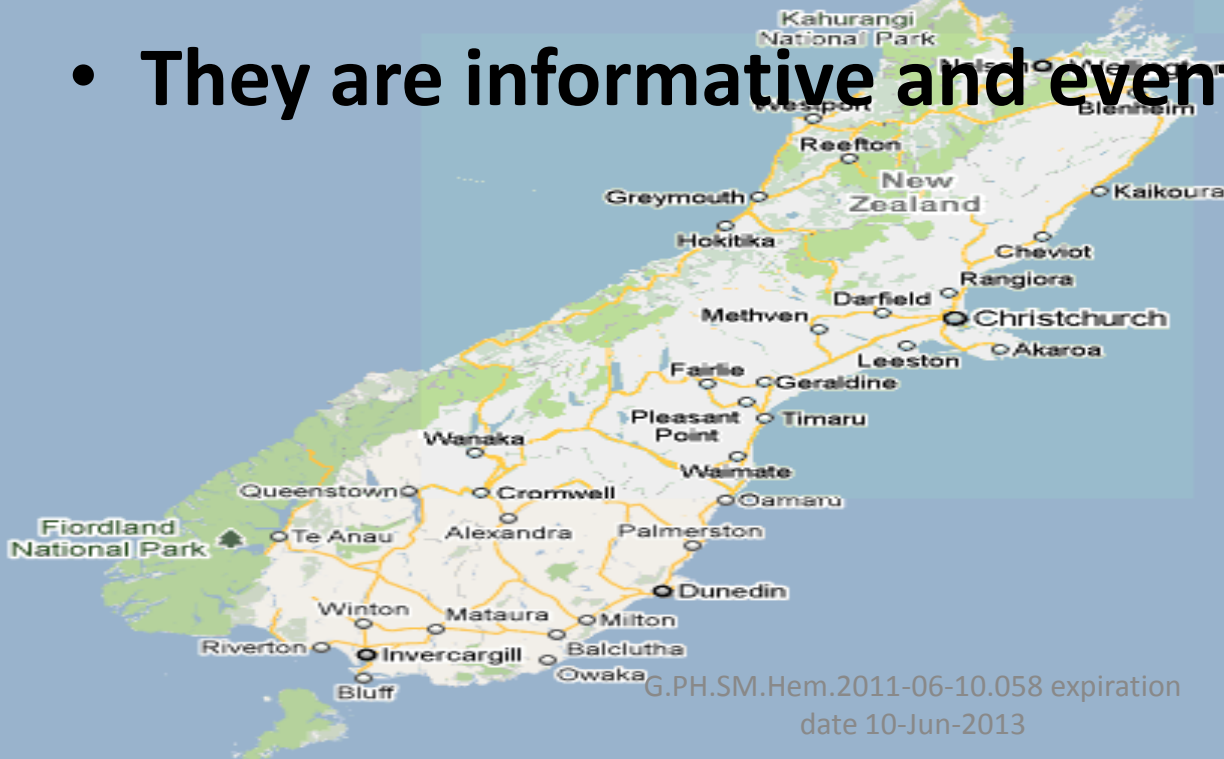 Kahurangi
National Park
• They are informative and even
Nelson
Westport
Blenheim
Reefton
New
Zealand
Greymouth
Kaikoura
Hokitika
Cheviot
Rangiora
Darfield
Methven
Christchurch
Leeston
Akaroa
Fairlie
Geraldine
Pleasant
Point
Timaru
Wanaka
Waimate
Queenstown
Cromwell
Oamaru
Fiordland
National Park
Te Anau
Alexandra
Palmerston
Dunedin
Winton
Mataura
Milton
Riverton
Invercargill
Balclutha
Owaka
Bluff
G.PH.SM.Hem.2011-06-10.058 expiration
date 10-Jun-2013